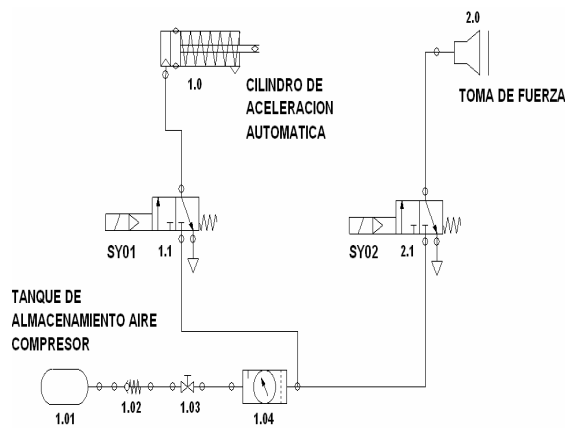 2.0
1.0
CILINDRO DE
ACELERACION
AUTOMATICA
TOMA DE FUERZA
SY01
1.1
SY02
2.1
TANQUE DE
ALMACENAMIENTO AIRE
COMPRESOR
1.01
1.02
1.03
1.04